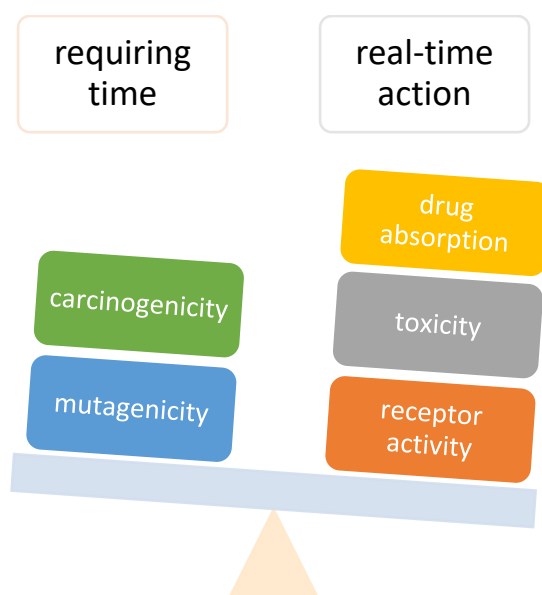 requiring
time
real-time
action
drug
absorption
carcinogenicity
toxicity
mutagenicity
receptor
activity